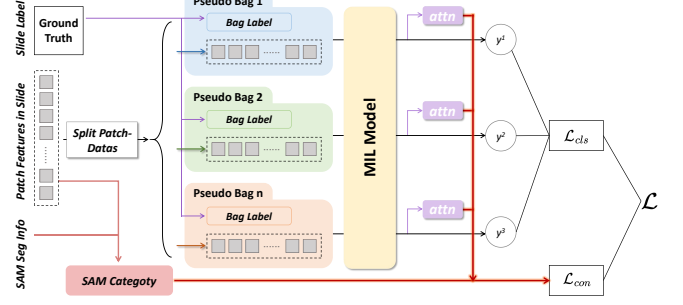 Slide Label
Ground
Truth
Patch Features in Slide
Split Patch-
Datas
SAM Seg Info
SAM Categoty
Pseudo Bag 1
Bag Label
Pseudo Bag 2
Bag Label
Pseudo Bag n
Bag Label
MIL Model
attn
attn
attn
y¹
y²
y³
ℒcls
ℒcon
ℒ